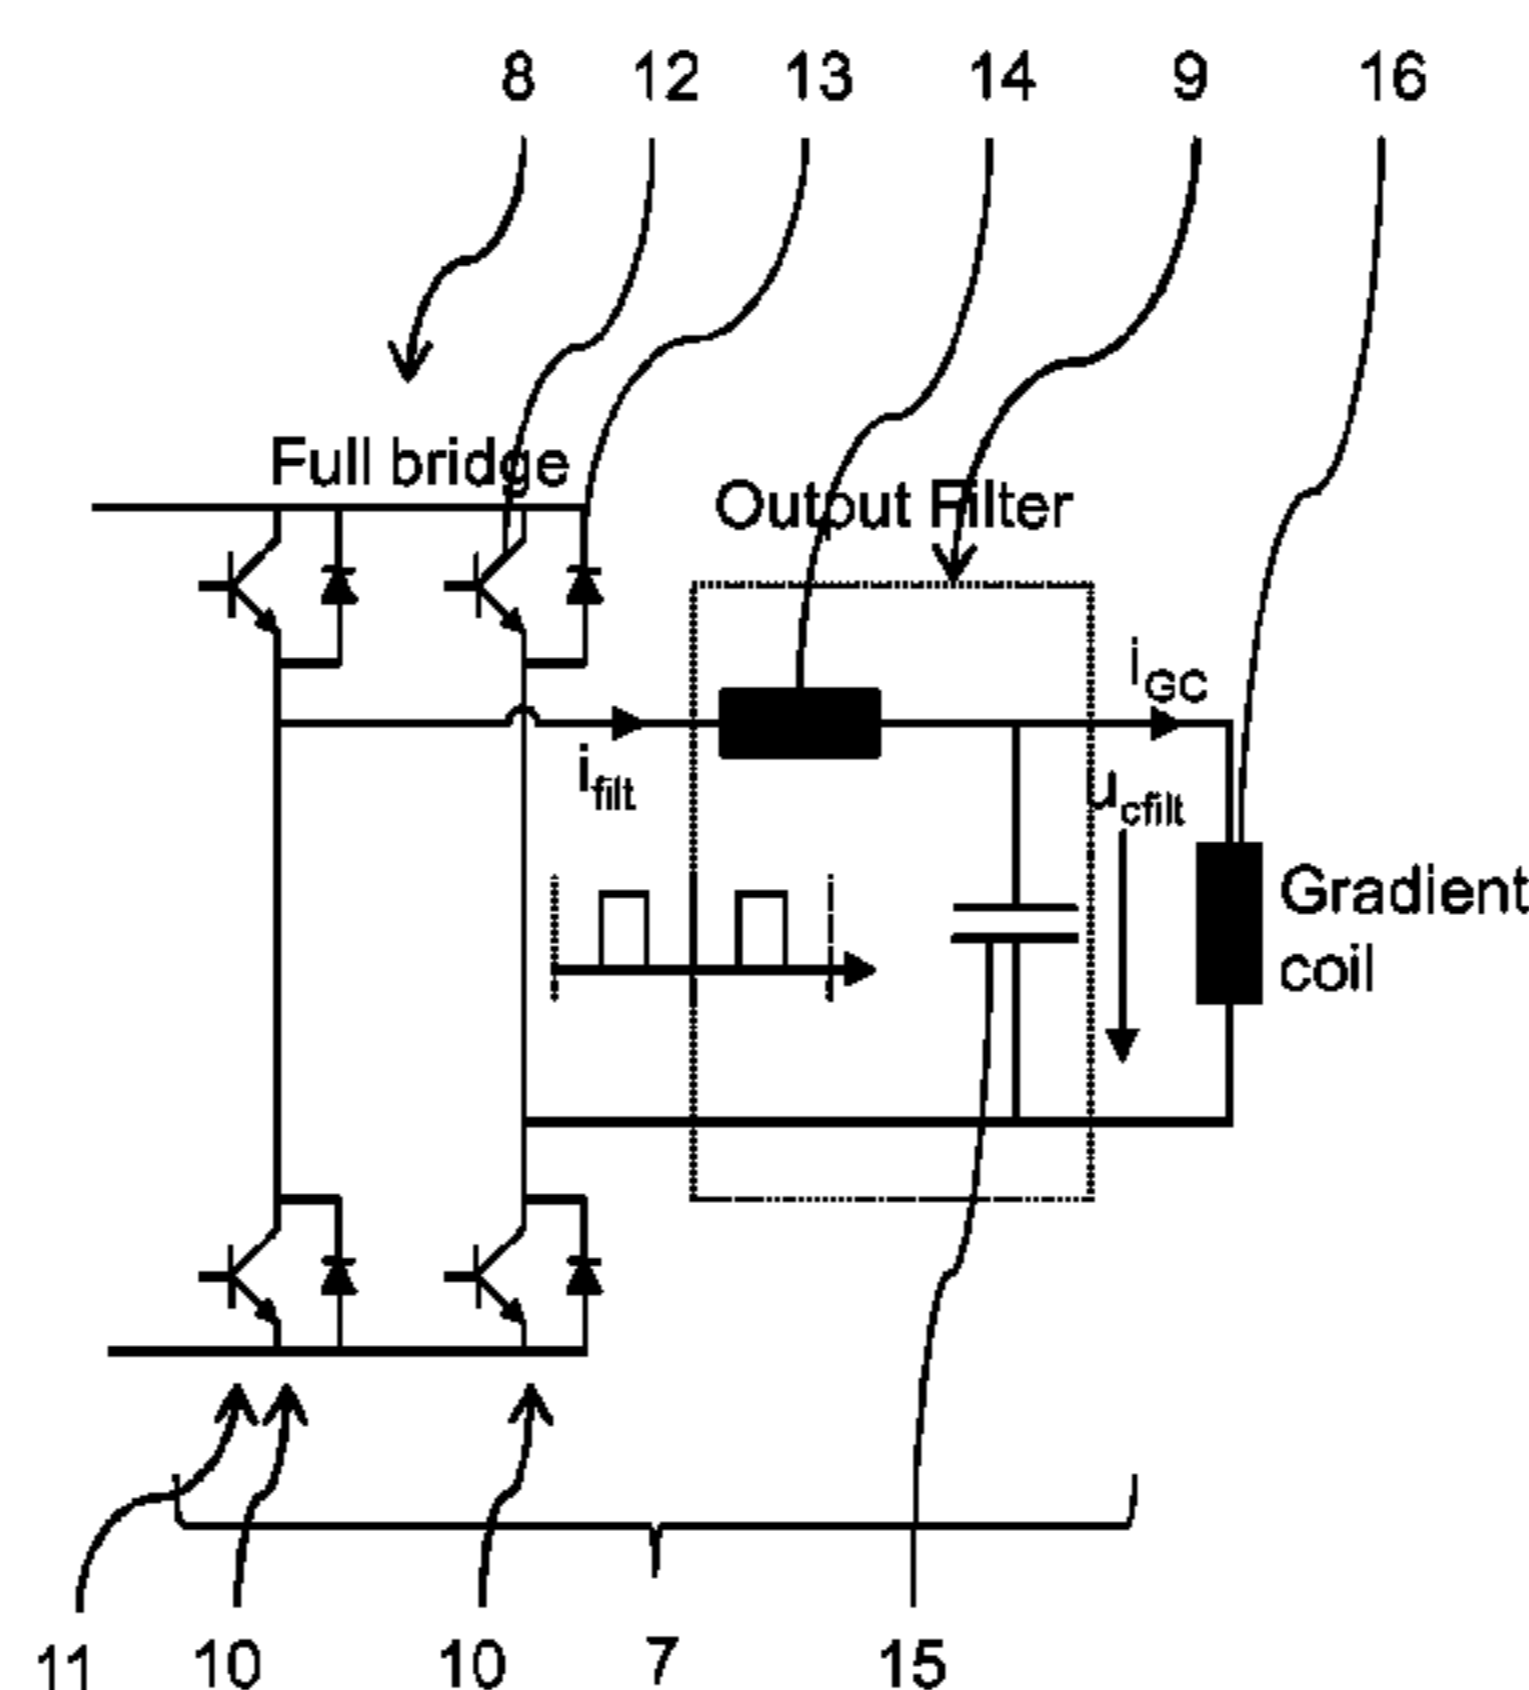 8 12 13 14 9 16
Full bridge
Output Filter
iGC
ifilt
ucfilt
Gradient
coil
11 10 10 7 15